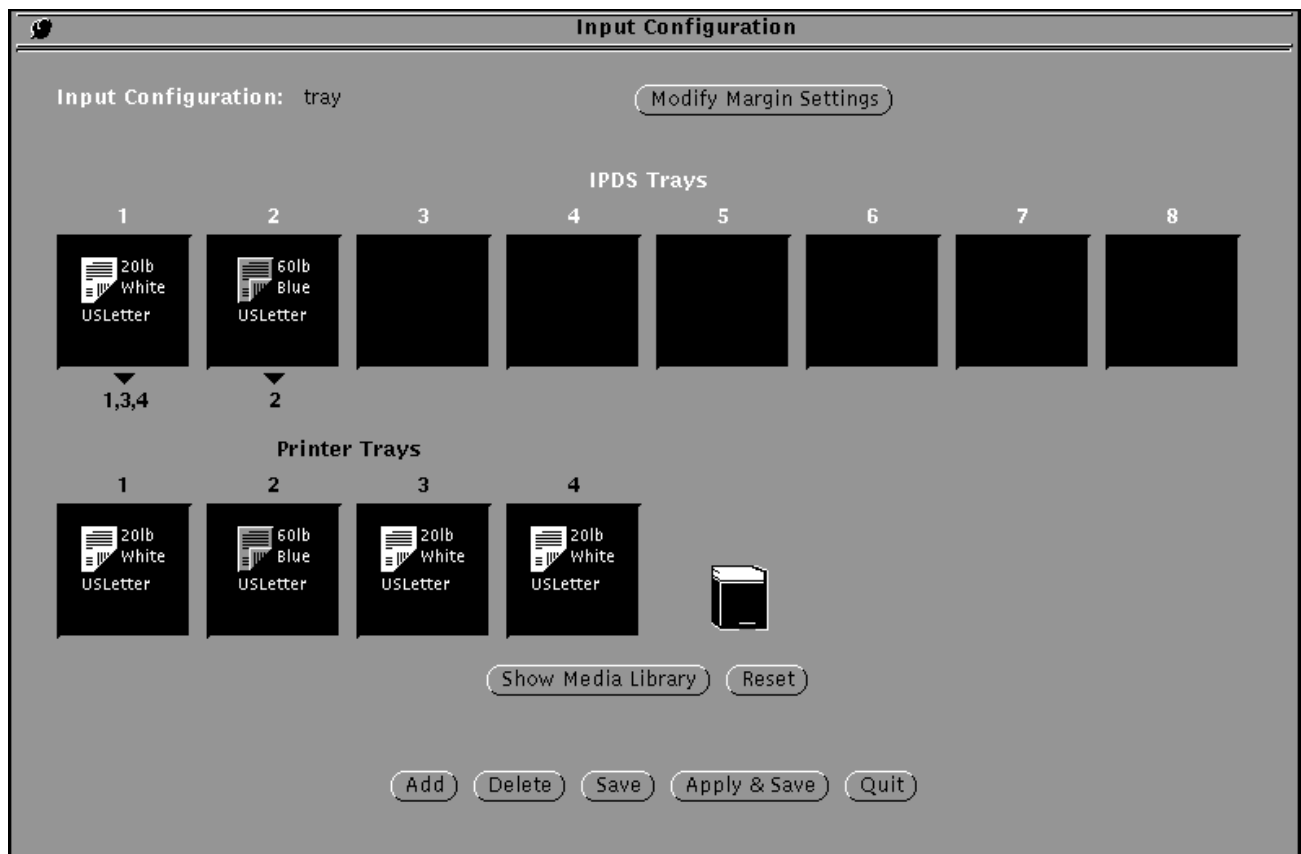 Input Configuration
Input Configuration: tray
Modify Margin Settings
IPDS Trays
1 2 3 4 5 6 7 8
20lb 60lb
White Blue
USLetter USLetter
1,3,4 2
Printer Trays
1 2 3 4
20lb 60lb 20lb 20lb
White Blue White White
USLetter USLetter USLetter USLetter
Show Media Library Reset
Add Delete Save Apply & Save Quit